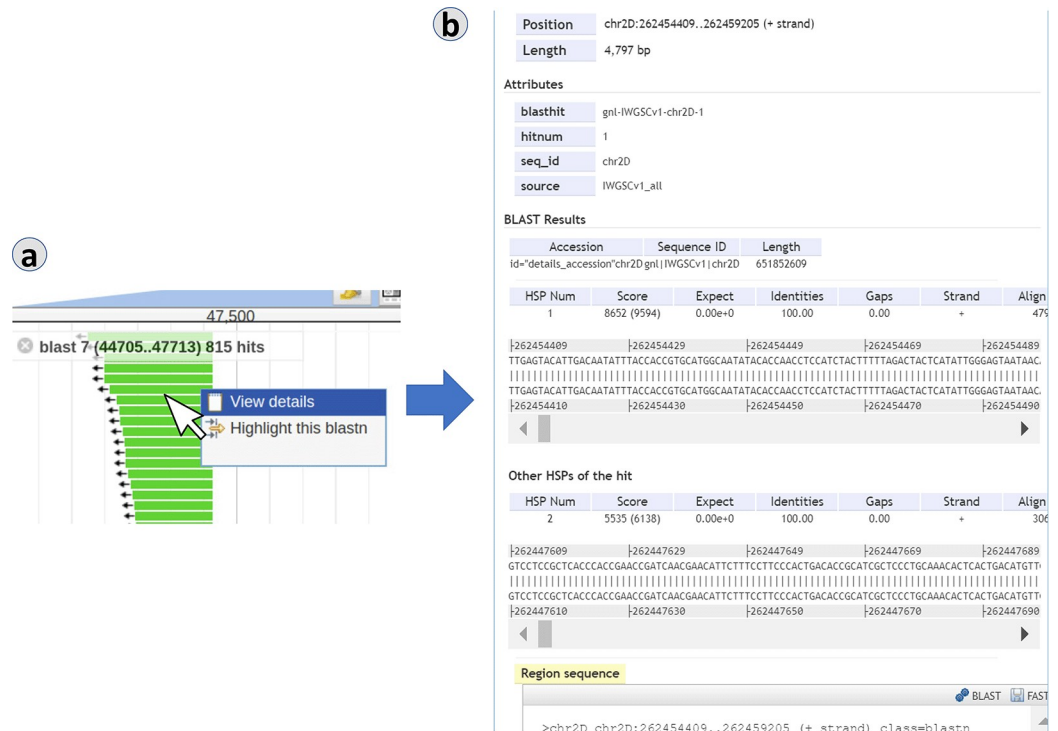 a
47,500
blast 7 (44705..47713) 815 hits
View details
Highlight this blastn
b
Position chr2D:262454409..262459205 (+ strand)
Length 4,797 bp
Attributes
blasthit gnl-IWGSCv1-chr2D-1
hitnum 1
seq_id chr2D
source IWGSCv1_all
BLAST Results
Accession Sequence ID Length
id="details_accession"chr2D gnl|IWGSCv1|chr2D 651852609
HSP Num Score Expect Identities Gaps Strand Align
1 8652 (9594) 0.00e+0 100.00 0.00 + 479
262454409 262454429 262454449 262454469 262454489
TTGAGTACATTGACAATATTTACCACCGTGCATGGCAATATACACCAACCTCCATCTACTTTTTAGACTACTCATATTGGGAGTAATAAC
TTGAGTACATTGACAATATTTACCACCGTGCATGGCAATATACACCAACCTCCATCTACTTTTTAGACTACTCATATTGGGAGTAATAAC
262454410 262454430 262454450 262454470 262454490
Other HSPs of the hit
HSP Num Score Expect Identities Gaps Strand Align
2 5535 (6138) 0.00e+0 100.00 0.00 + 306
262447609 262447629 262447649 262447669 262447689
GTCCTCCGCTCACCCACCGAACCGATCAACGAACATTCTTTCCTTCCCACTGACACCGCATCGCTCCCTGCAAACACTCACTGACATGTT
GTCCTCCGCTCACCCACCGAACCGATCAACGAACATTCTTTCCTTCCCACTGACACCGCATCGCTCCCTGCAAACACTCACTGACATGTT
262447610 262447630 262447650 262447670 262447690
Region sequence
BLAST FAST
>chr2D chr2D:262454409..262459205 (+ strand) class=blastn